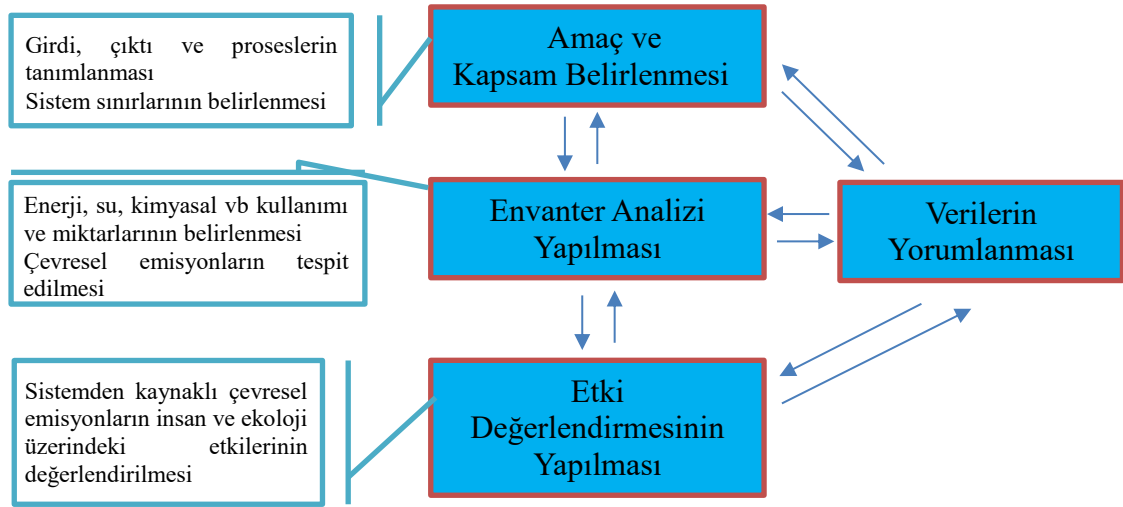 Girdi, çıktı ve proseslerin
tanımlanması
Sistem sınırlarının belirlenmesi
Amaç ve
Kapsam Belirlenmesi
Enerji, su, kimyasal vb kullanımı
ve miktarlarının belirlenmesi
Çevresel emisyonların tespit
edilmesi
Envanter Analizi
Yapılması
Verilerin
Yorumlanması
Sistemden kaynaklı çevresel
emisyonların insan ve ekoloji
üzerindeki etkilerinin
değerlendirilmesi
Etki
Değerlendirmesinin
Yapılması